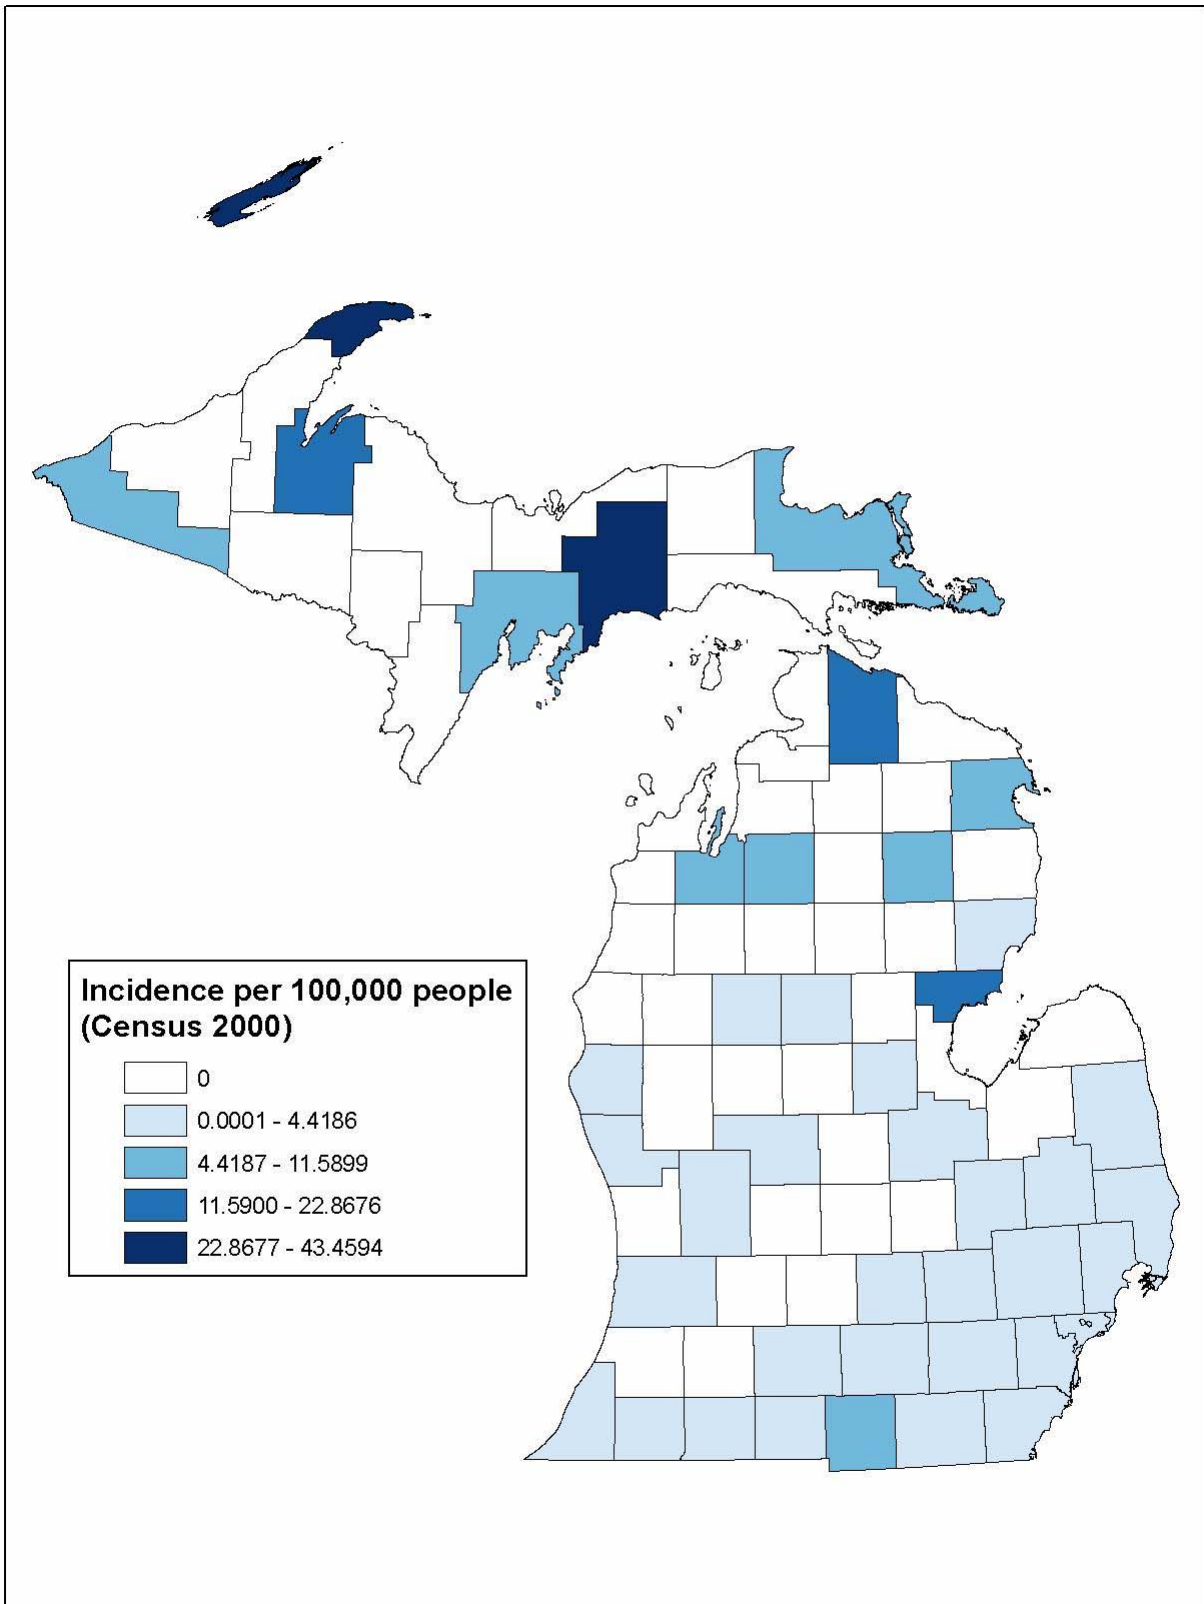 Incidence per 100,000 people
(Census 2000)
0
0.0001 - 4.4186
4.4187 - 11.5899
11.5900 - 22.8676
22.8677 - 43.4594